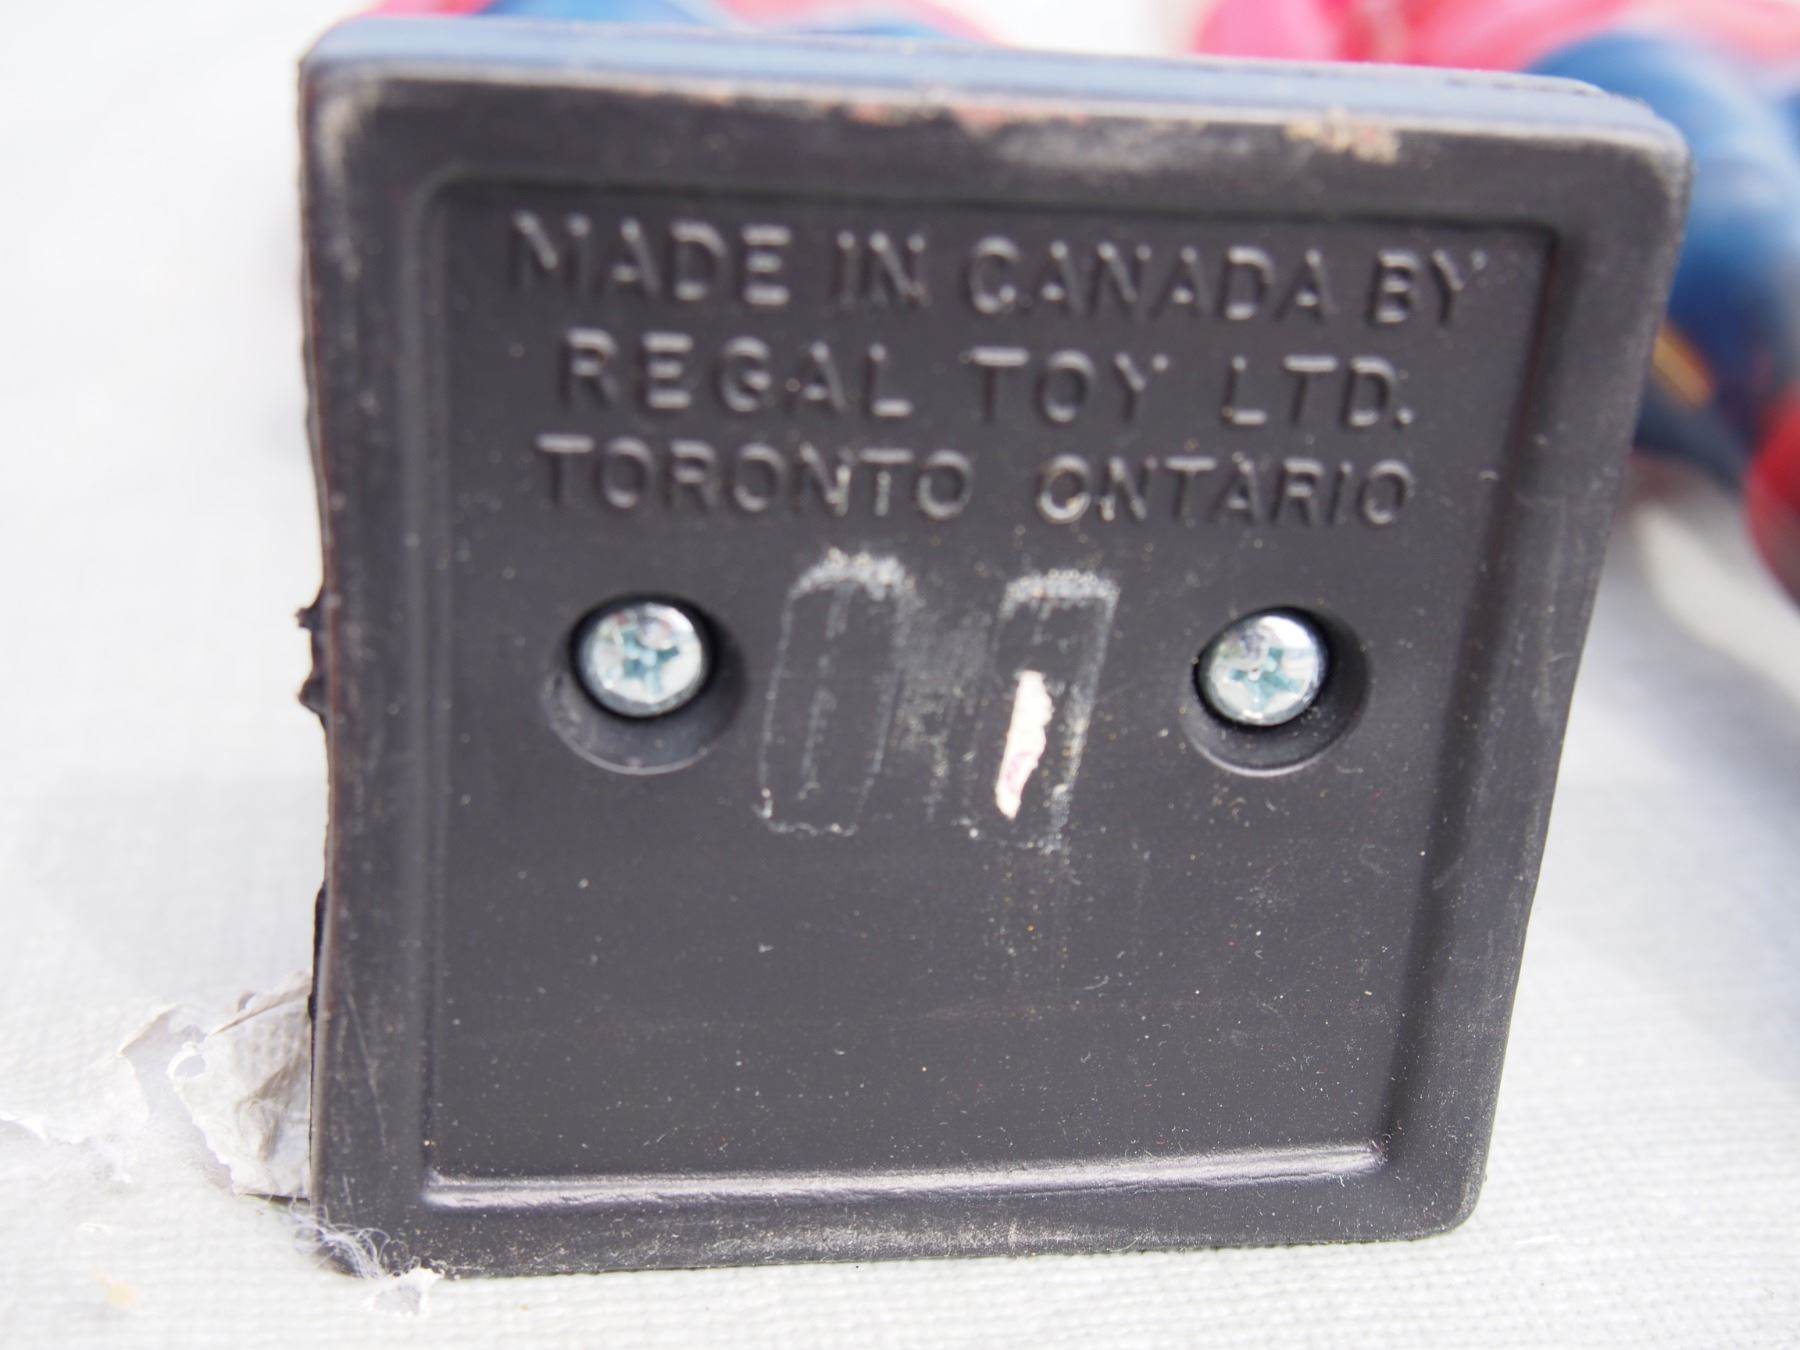 MADE IN CANADA BY
REGAL TOY LTD.
TORONTO ONTARIO